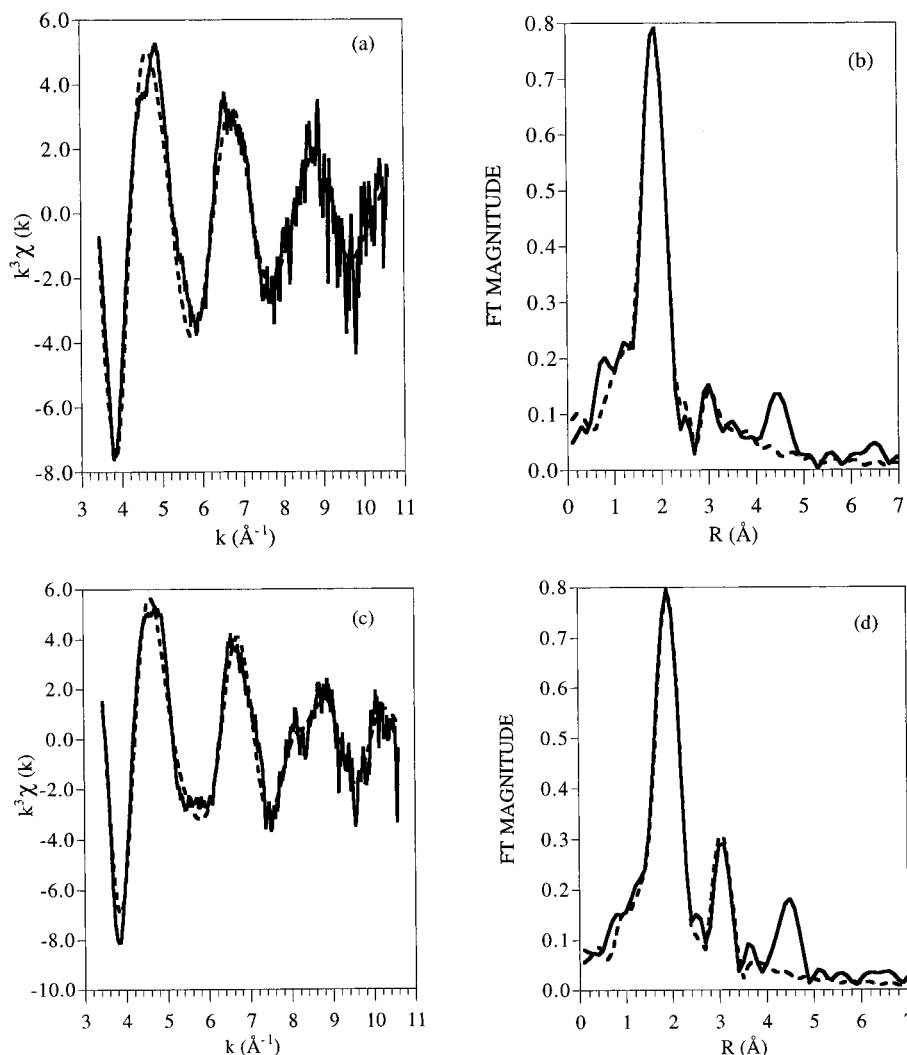 (a)
6.0
4.0
2.0
0.0
-2.0
-4.0
-6.0
-8.0
k³χ (k)
3 4 5 6 7 8 9 10 11
k (Å⁻¹)
(b)
0.8
0.7
0.6
0.5
0.4
0.3
0.2
0.1
0.0
FT MAGNITUDE
0 1 2 3 4 5 6 7
R (Å)
(c)
6.0
4.0
2.0
0.0
-2.0
-4.0
-6.0
-8.0
-10.0
k³χ (k)
3 4 5 6 7 8 9 10 11
k (Å⁻¹)
(d)
0.8
0.7
0.6
0.5
0.4
0.3
0.2
0.1
0.0
FT MAGNITUDE
0 1 2 3 4 5 6 7
R (Å)